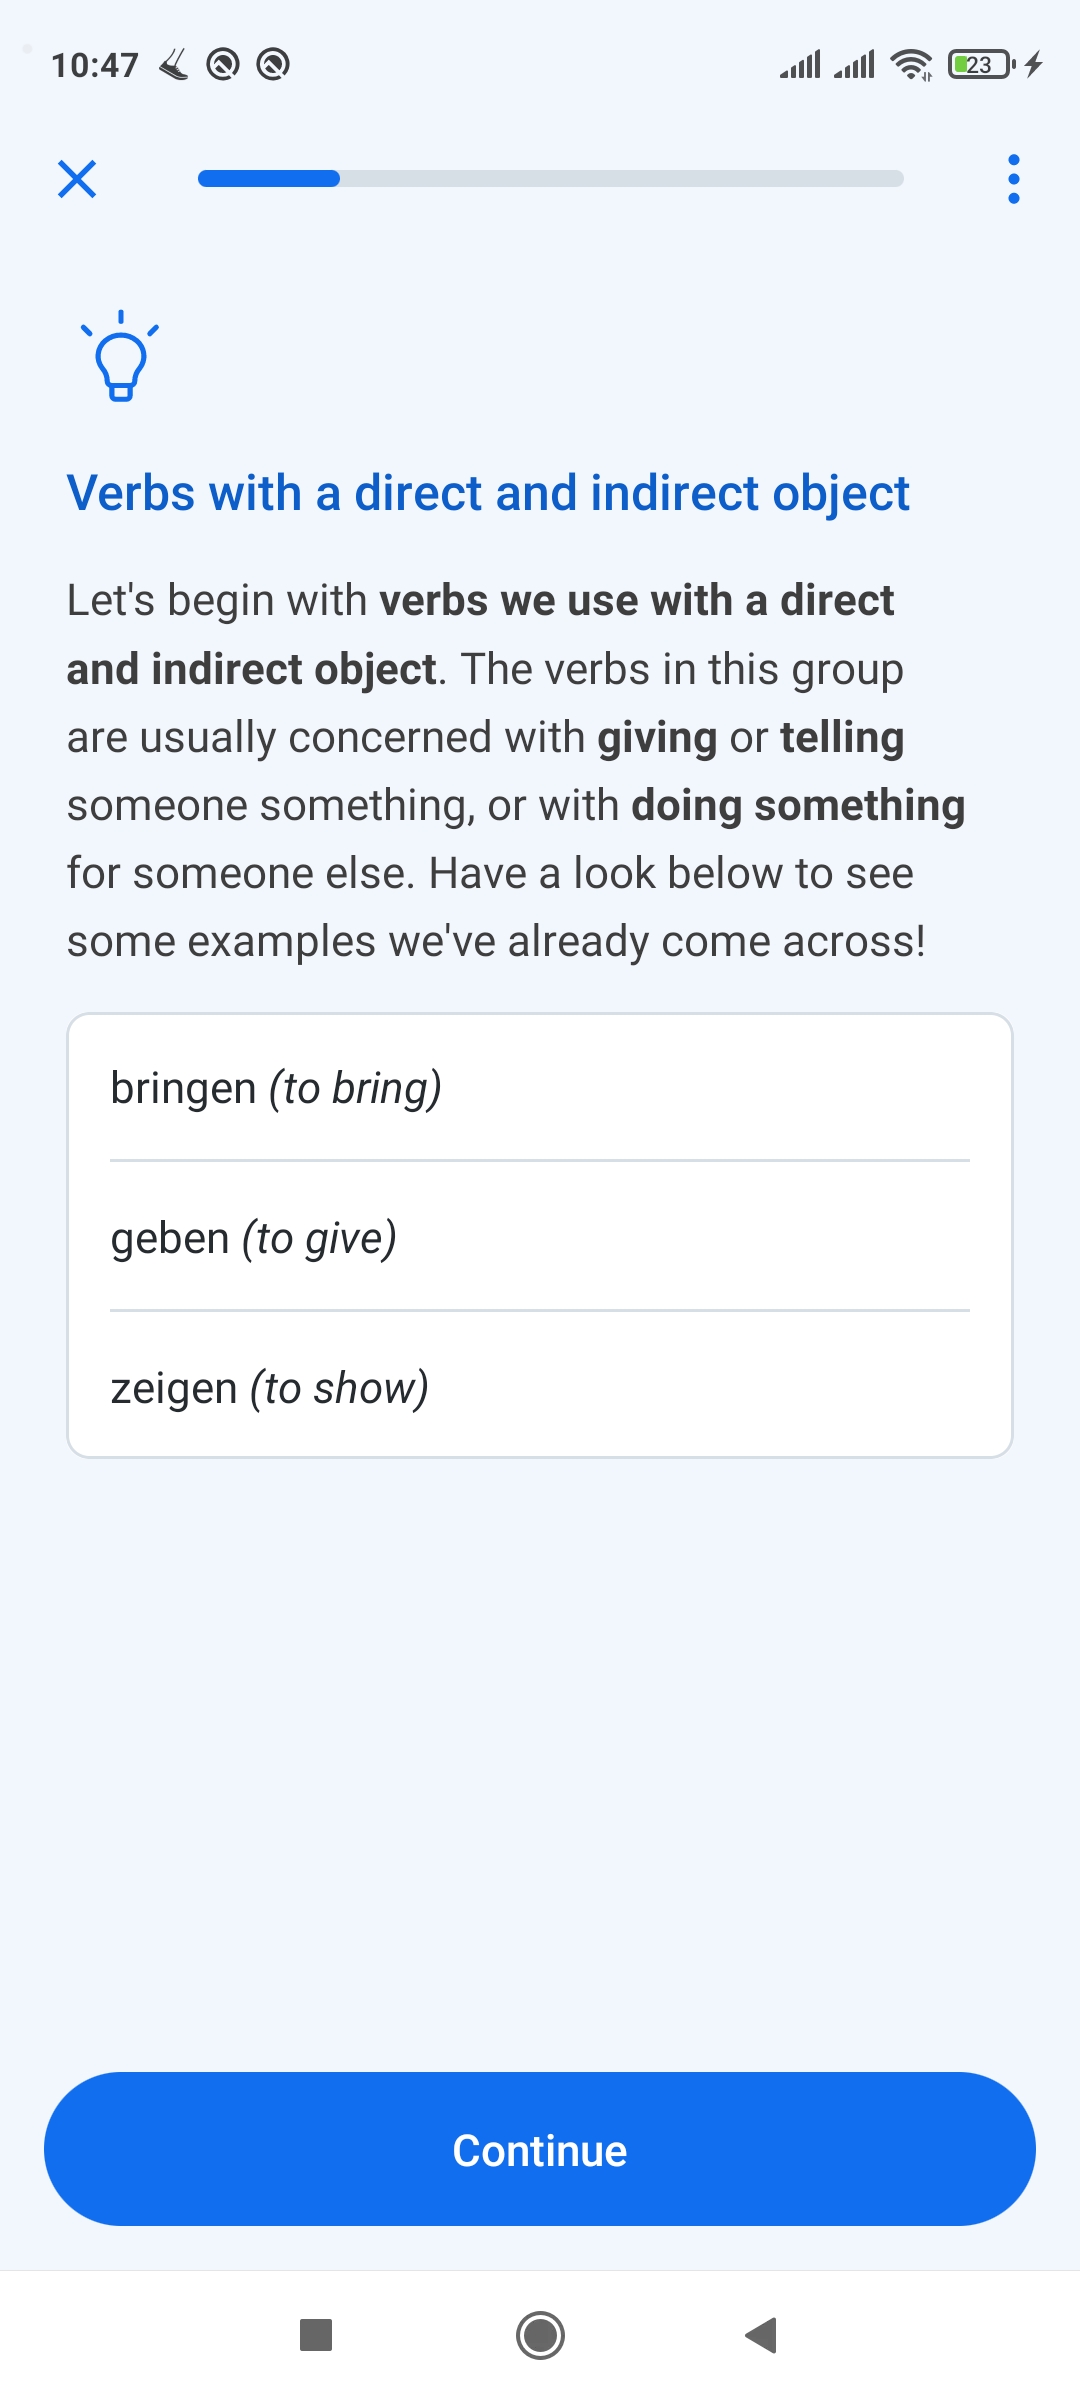 10:47
23
Verbs with a direct and indirect object
Let's begin with verbs we use with a direct
and indirect object. The verbs in this group
are usually concerned with giving or telling
someone something, or with doing something
for someone else. Have a look below to see
some examples we've already come across!
bringen (to bring)
geben (to give)
zeigen (to show)
Continue